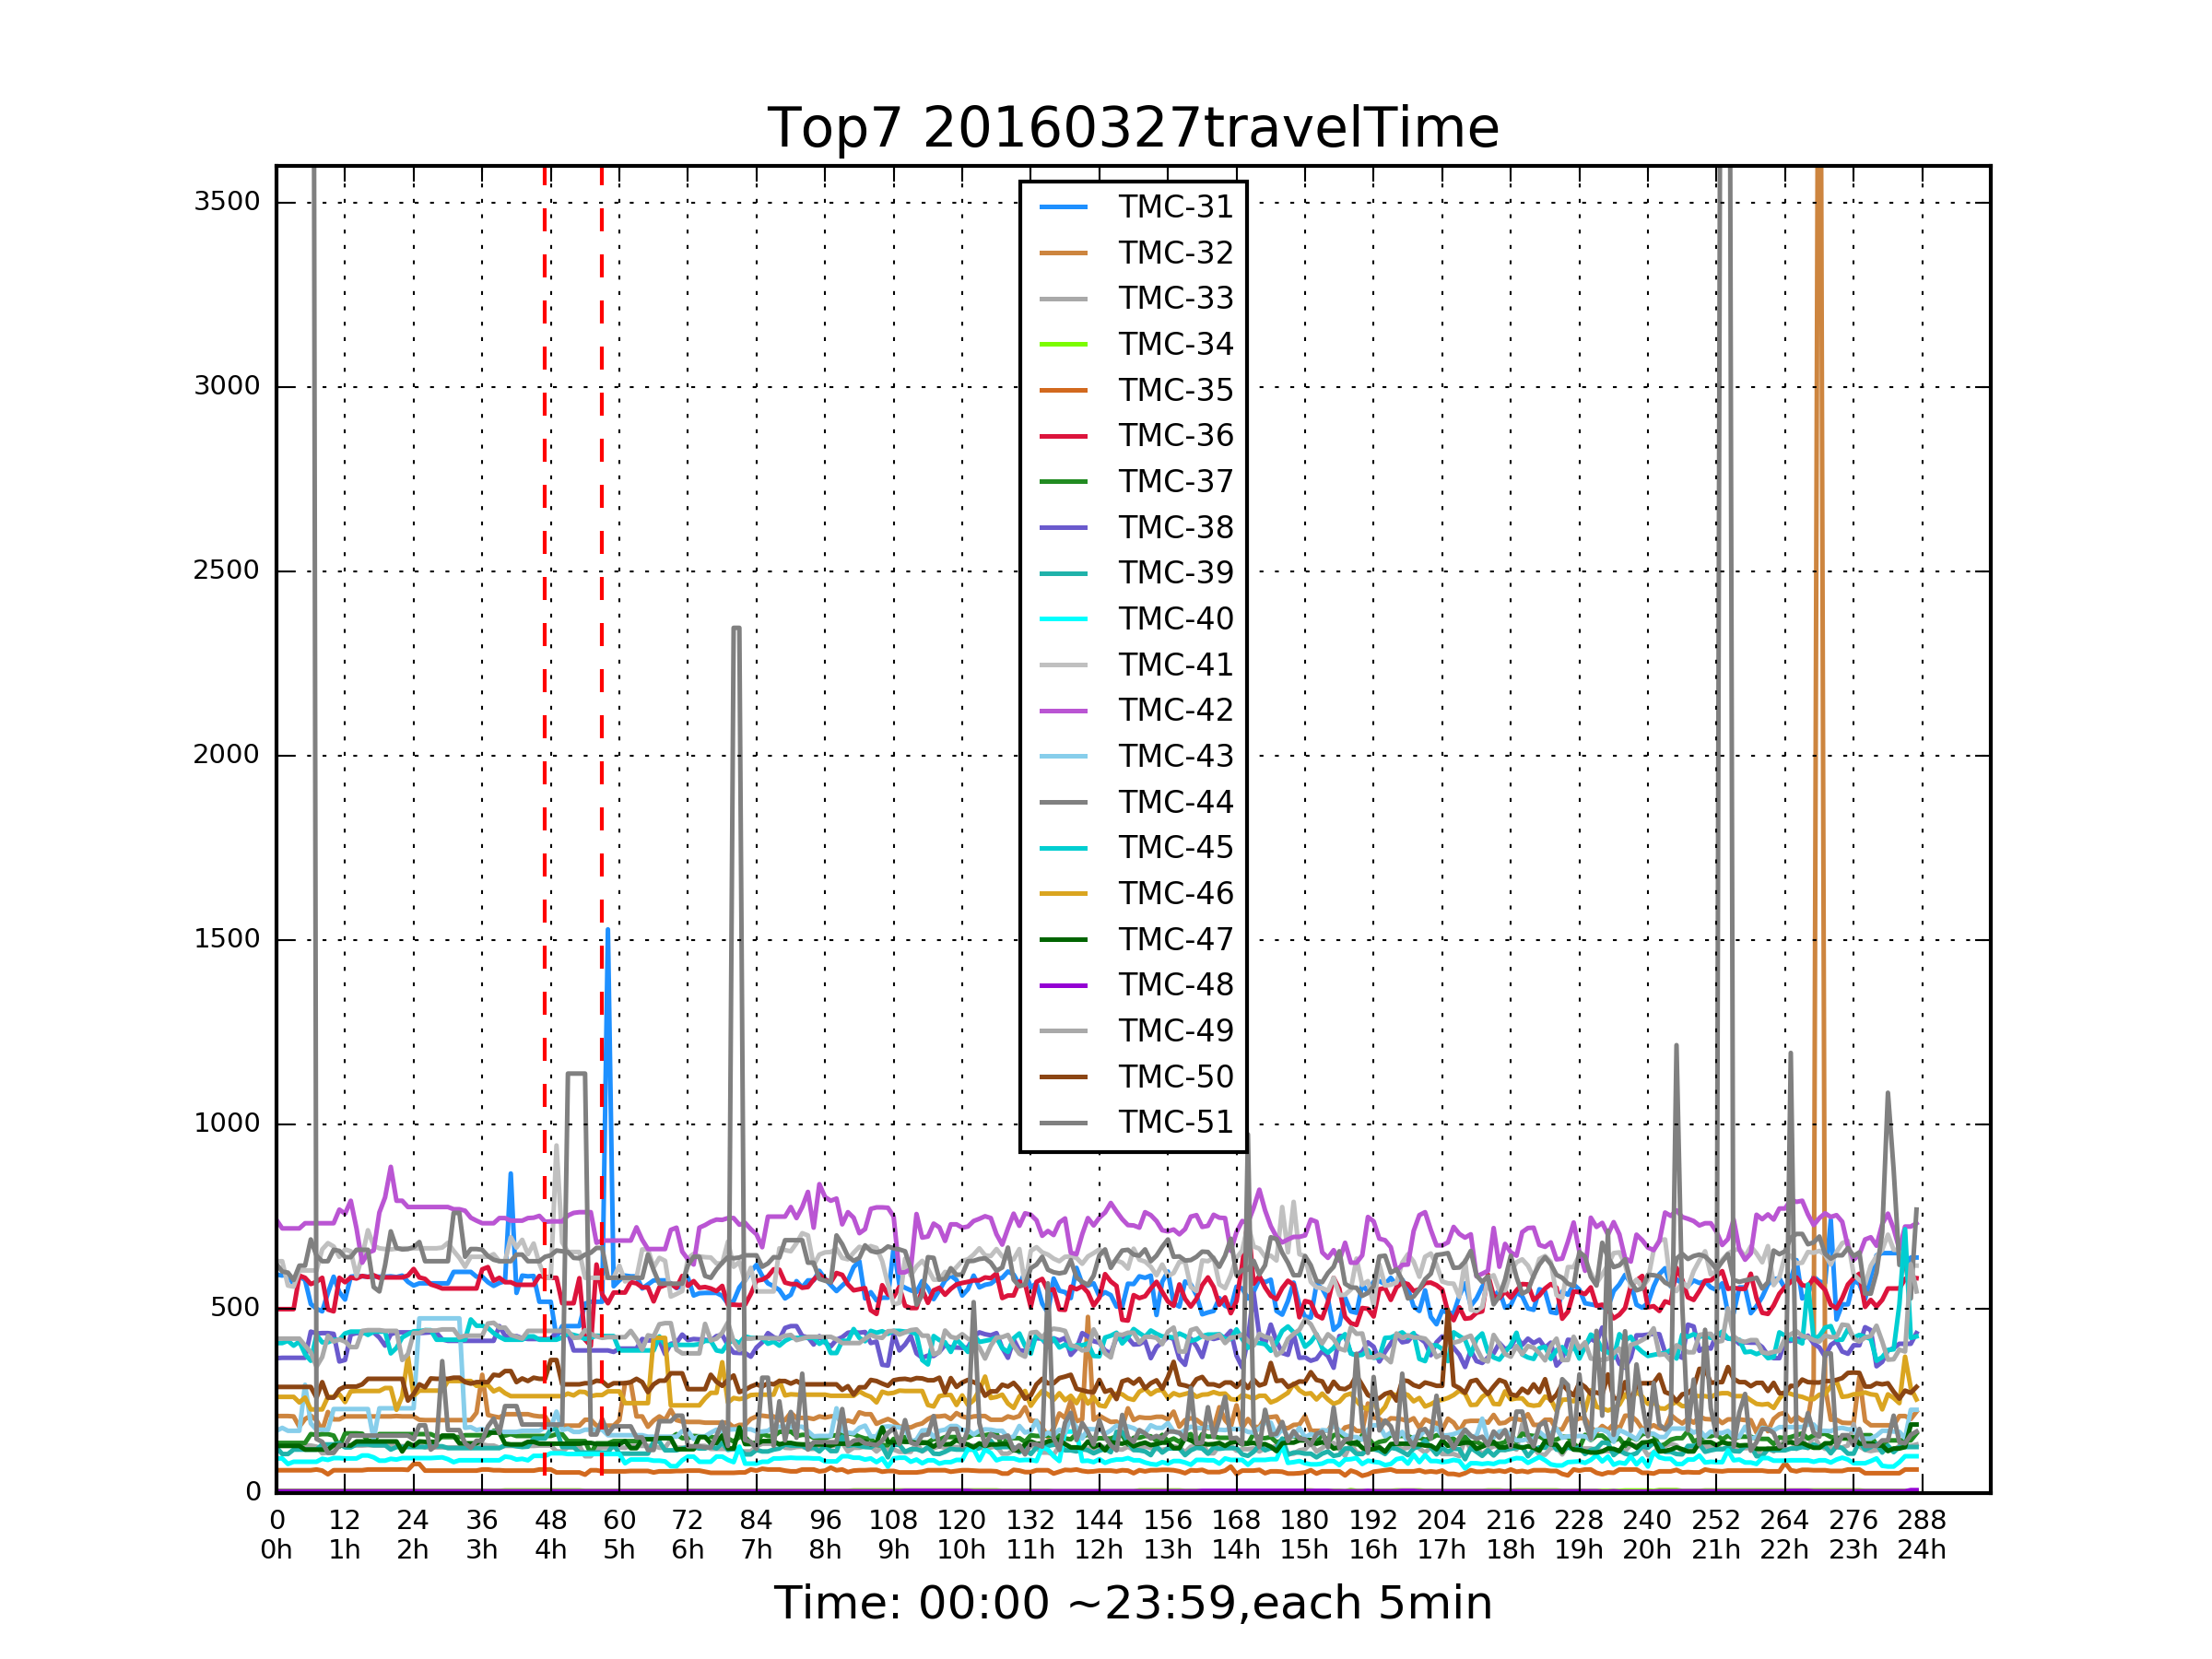 Top7 20160327travelTime
3500
3000
2500
2000
1500
1000
500
0
TMC-31
TMC-32
TMC-33
TMC-34
TMC-35
TMC-36
TMC-37
TMC-38
TMC-39
TMC-40
TMC-41
TMC-42
TMC-43
TMC-44
TMC-45
TMC-46
TMC-47
TMC-48
TMC-49
TMC-50
TMC-51
0 12 24 36 48 60 72 84 96 108 120 132 144 156 168 180 192 204 216 228 240 252 264 276 288
0h 1h 2h 3h 4h 5h 6h 7h 8h 9h 10h 11h 12h 13h 14h 15h 16h 17h 18h 19h 20h 21h 22h 23h 24h
Time: 00:00 ~23:59,each 5min